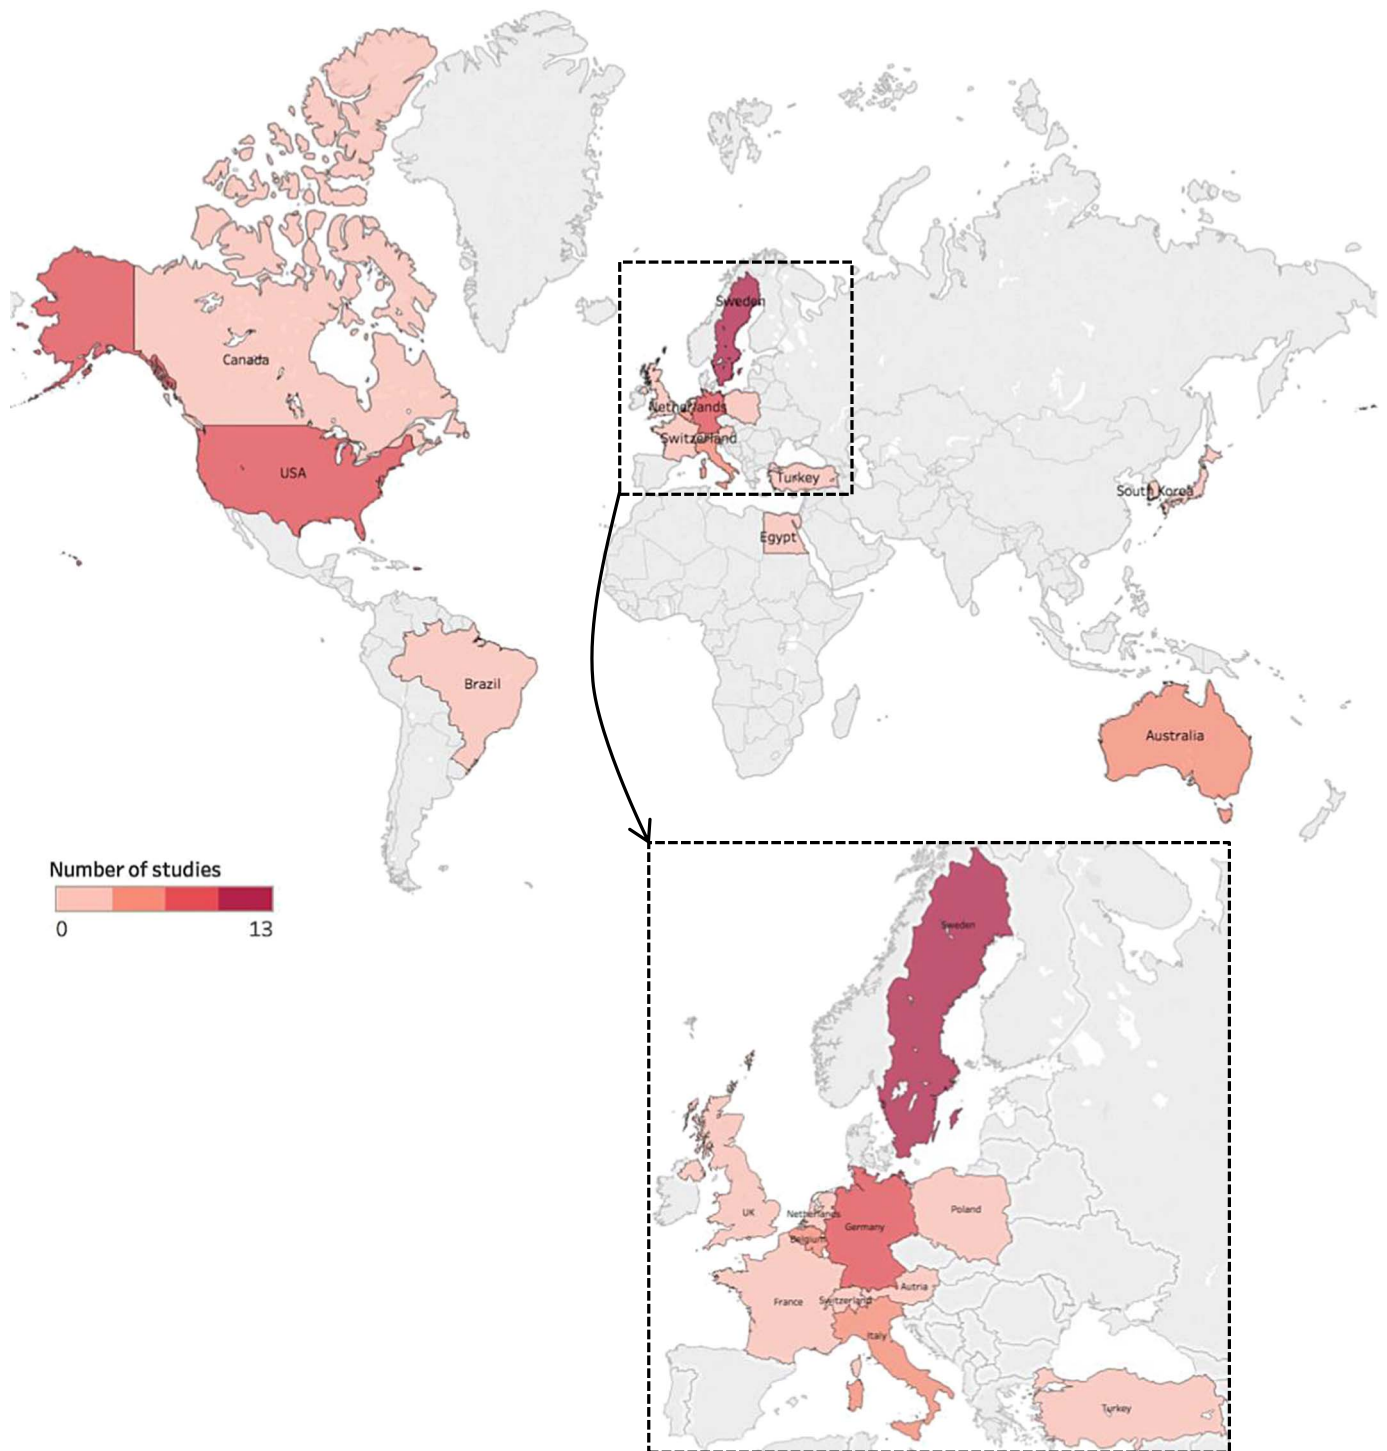 Sweden
Canada
Netherlands
Switzerland
USA
Turkey
South Korea
Egypt
Brazil
Australia
Number of studies
0 13
Sweden
UK
Netherlands
Poland
Germany
Belgium
Autria
France
Switzerland
Italy
Turkey